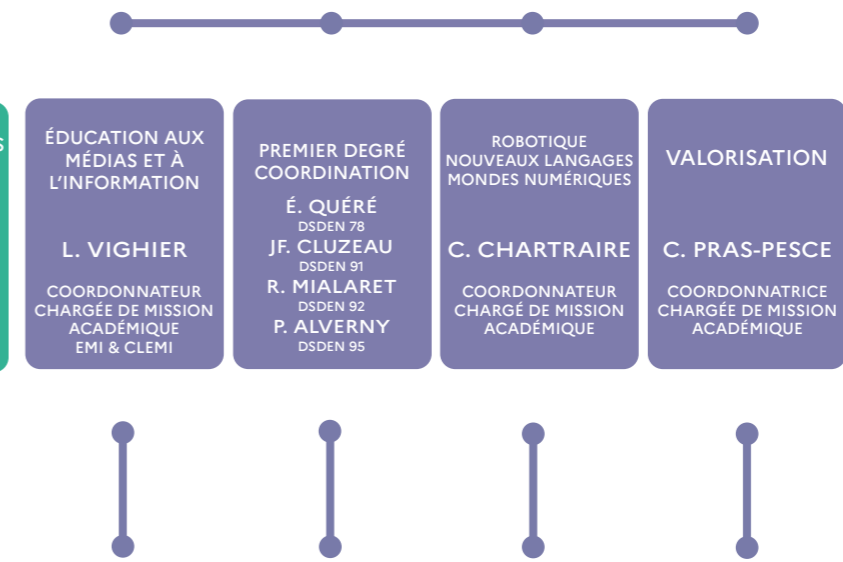 S
ÉDUCATION AUX
MÉDIAS ET À
L'INFORMATION
L. VIGHIER
COORDONNATEUR
CHARGÉE DE MISSION
ACADÉMIQUE
EMI & CLEMI
PREMIER DEGRÉ
COORDINATION
É. QUÉRÉ
DSDEN 78
JF. CLUZEAU
DSDEN 91
R. MIALARET
DSDEN 92
P. ALVERNY
DSDEN 95
ROBOTIQUE
NOUVEAUX LANGAGES
MONDES NUMÉRIQUES
C. CHARTRAIRE
COORDONNATEUR
CHARGÉ DE MISSION
ACADÉMIQUE
VALORISATION
C. PRAS-PESCE
COORDONNATRICE
CHARGÉE DE MISSION
ACADÉMIQUE